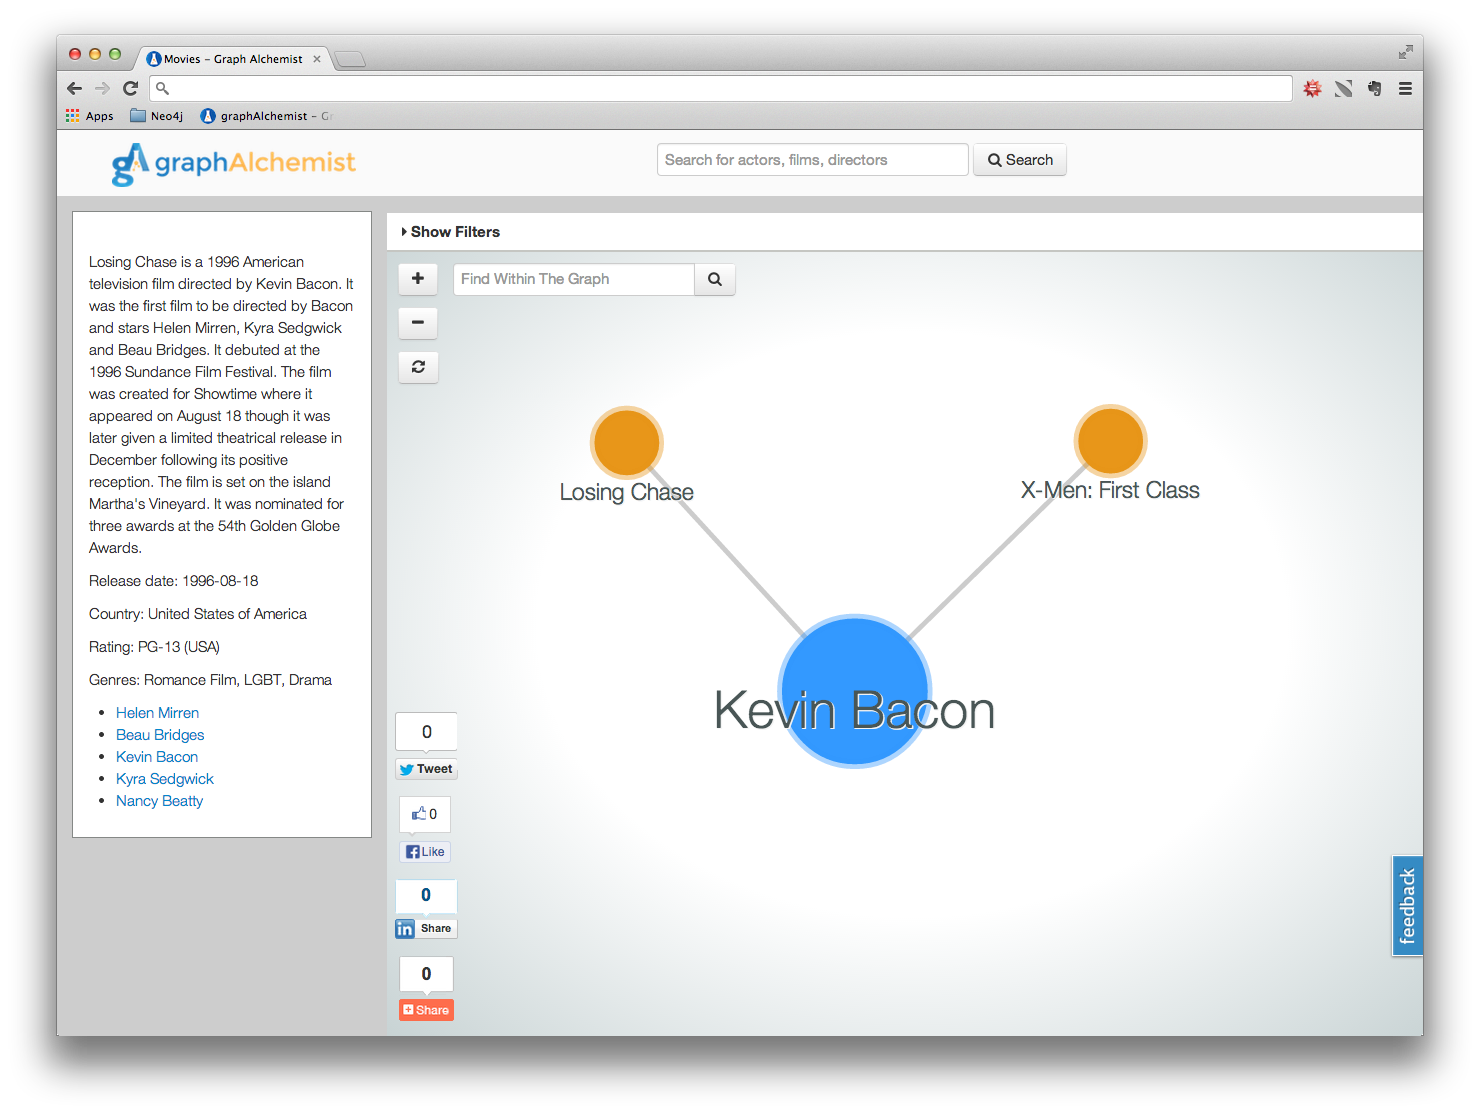 Movies – Graph Alchemist
Apps
Neo4j
graphAlchemist – Gr
gA graphAlchemist
Search for actors, films, directors
Search
Show Filters
Losing Chase is a 1996 American
television film directed by Kevin Bacon. It
was the first film to be directed by Bacon
and stars Helen Mirren, Kyra Sedgwick
and Beau Bridges. It debuted at the
1996 Sundance Film Festival. The film
was created for Showtime where it
appeared on August 18 though it was
later given a limited theatrical release in
December following its positive
reception. The film is set on the island
Martha's Vineyard. It was nominated for
three awards at the 54th Golden Globe
Awards.
Release date: 1996-08-18
Country: United States of America
Rating: PG-13 (USA)
Genres: Romance Film, LGBT, Drama
Helen Mirren
Beau Bridges
Kevin Bacon
Kyra Sedgwick
Nancy Beatty
Find Within The Graph
Losing Chase
X-Men: First Class
Kevin Bacon
0
Tweet
0
Like
0
in Share
0
Share
feedback